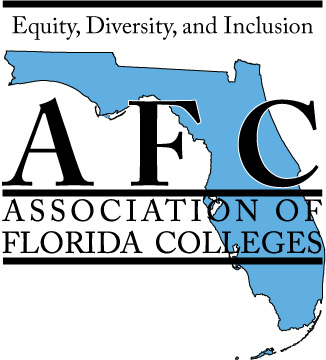 Equity, Diversity, and Inclusion
AFC
ASSOCIATION OF
FLORIDA COLLEGES